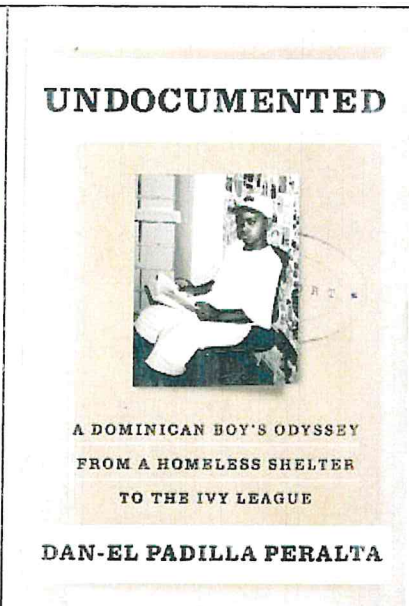 UNDOCUMENTED
A DOMINICAN BOY'S ODYSSEY
FROM A HOMELESS SHELTER
TO THE IVY LEAGUE
DAN-EL PADILLA PERALTA